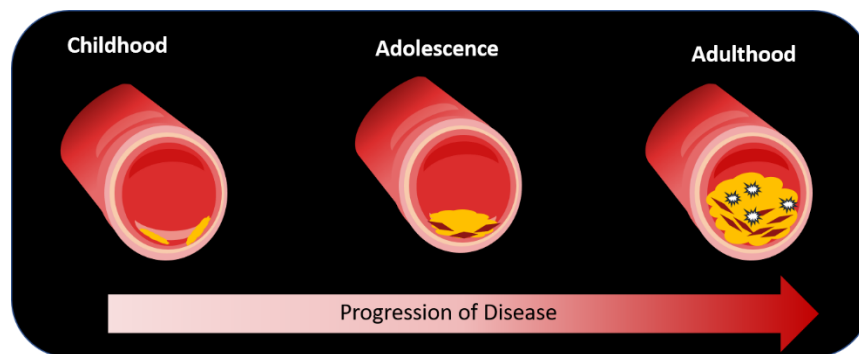 Childhood
Adolescence
Adulthood
Progression of Disease